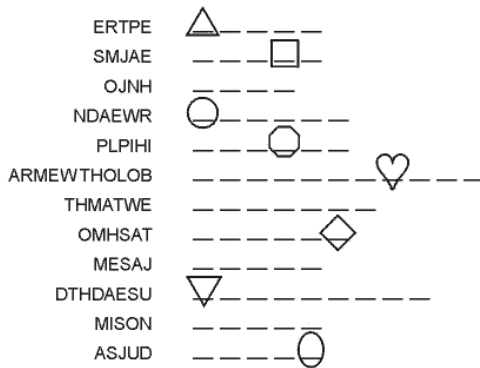 ERTPE
SMJAE
OJNH
NDAEWR
PLPIHI
ARMEWTHOLOB
THMATWE
OMHSAT
MESAJ
DTHDAESU
MISON
ASJUD